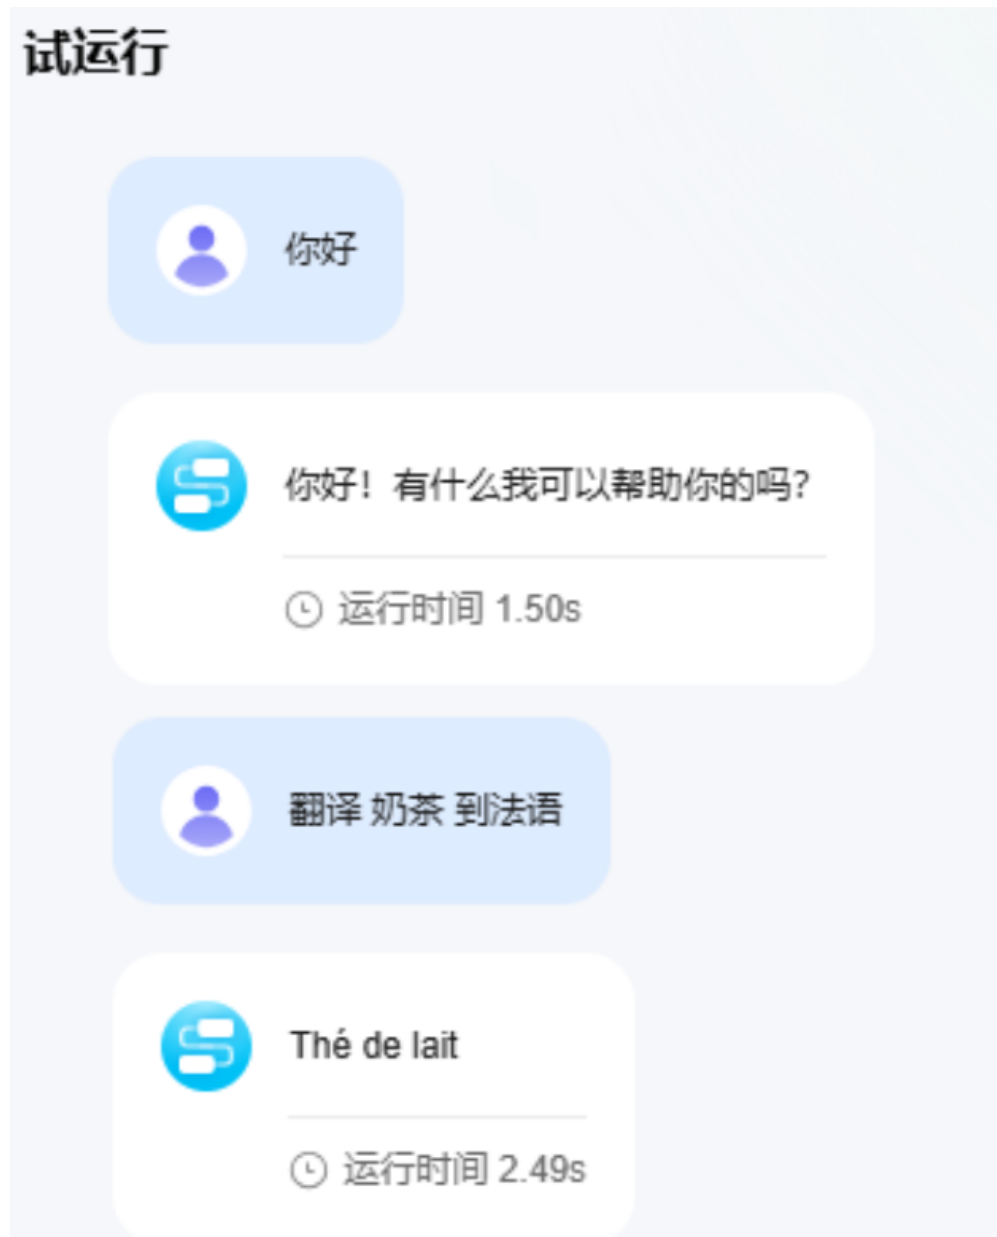 试运行
你好
你好！有什么我可以帮助你的吗？
运行时间 1.50s
翻译 奶茶 到法语
Thé de lait
运行时间 2.49s